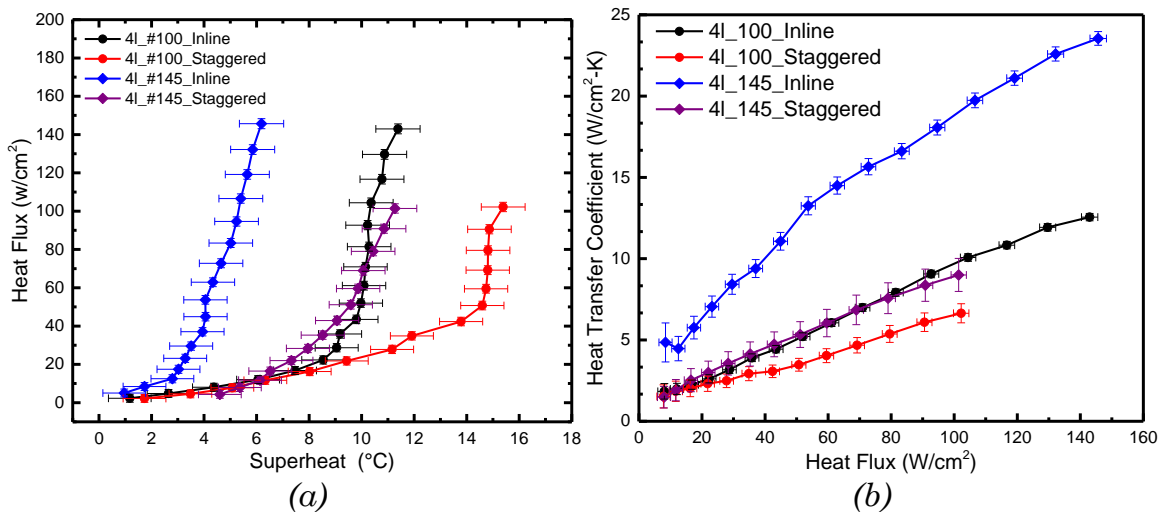 4l_#100_Inline
4l_#100_Staggered
4l_#145_Inline
4l_#145_Staggered
200
180
160
140
120
100
80
60
40
20
0
Heat Flux (w/cm²)
0 2 4 6 8 10 12 14 16 18
Superheat (°C)
(a)
4l_100_Inline
4l_100_Staggered
4l_145_Inline
4l_145_Staggered
25
20
15
10
5
0
Heat Transfer Coefficient (W/cm²-K)
0 20 40 60 80 100 120 140 160
Heat Flux (W/cm²)
(b)